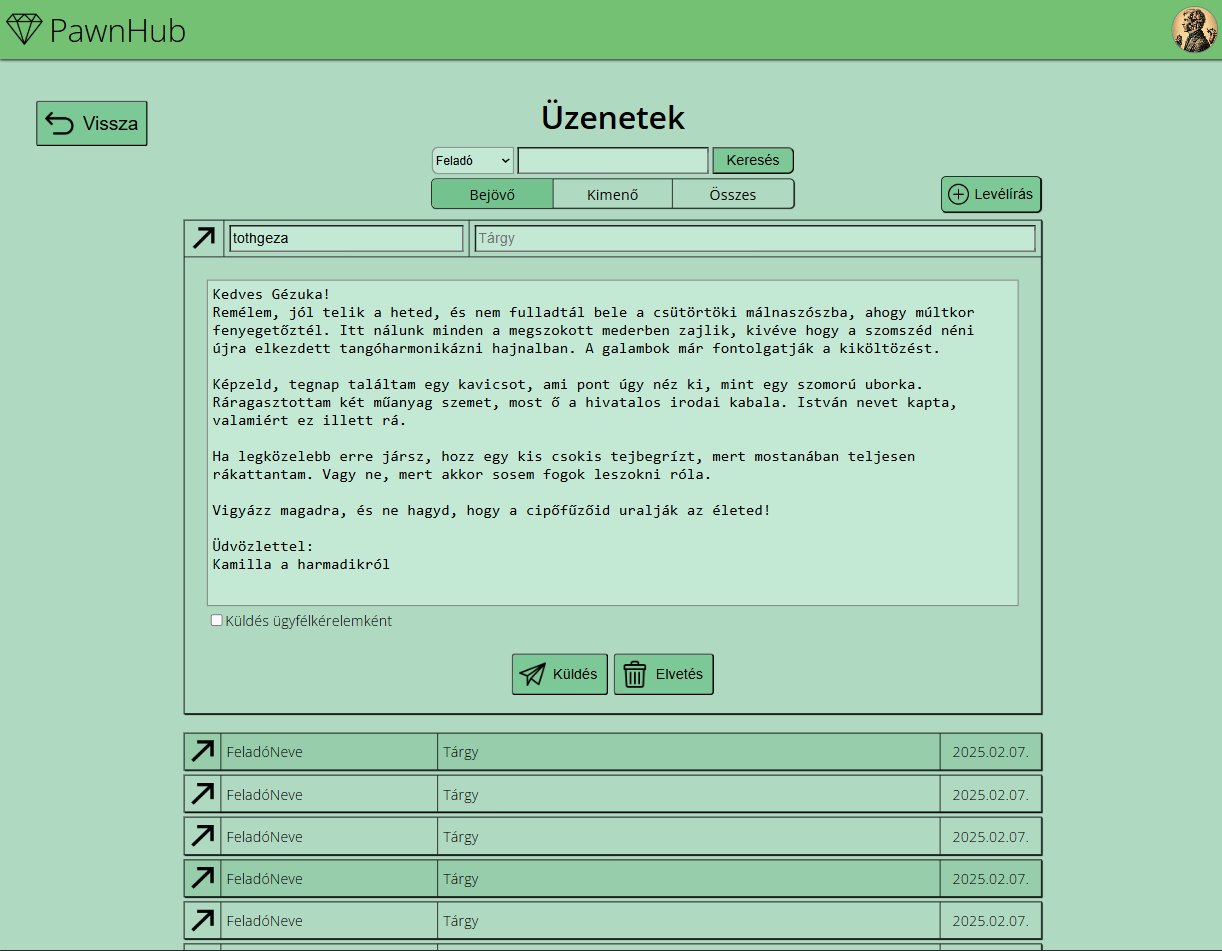 PawnHub
Vissza
Üzenetek
Feladó
Keresés
Bejövő Kimenő Összes
Levélírás
tothgeza Tárgy
Kedves Gézuka!
Remélem, jól telik a heted, és nem fulladtál bele a csütörtöki málnaszószba, ahogy múltkor
fenyegetőztél. Itt nálunk minden a megszokott mederben zajlik, kivéve hogy a szomszéd néni
újra elkezdett tangóharmonikázni hajnalban. A galambok már fontolgatják a kiköltözést.
Képzeld, tegnap találtam egy kavicsot, ami pont úgy néz ki, mint egy szomorú uborka.
Ráragasztottam két műanyag szemet, most ő a hivatalos irodai kabala. István nevet kapta,
valamiért ez illett rá.
Ha legközelebb erre jársz, hozz egy kis csokis tejbegrízt, mert mostanában teljesen
rákattantam. Vagy ne, mert akkor sosem fogok leszokni róla.
Vigyázz magadra, és ne hagyd, hogy a cipőfűzőid uralják az életed!
Üdvözlettel:
Kamilla a harmadikról
Küldés ügyfélkérelemként
Küldés Elvetés
FeladóNeve Tárgy 2025.02.07.
FeladóNeve Tárgy 2025.02.07.
FeladóNeve Tárgy 2025.02.07.
FeladóNeve Tárgy 2025.02.07.
FeladóNeve Tárgy 2025.02.07.